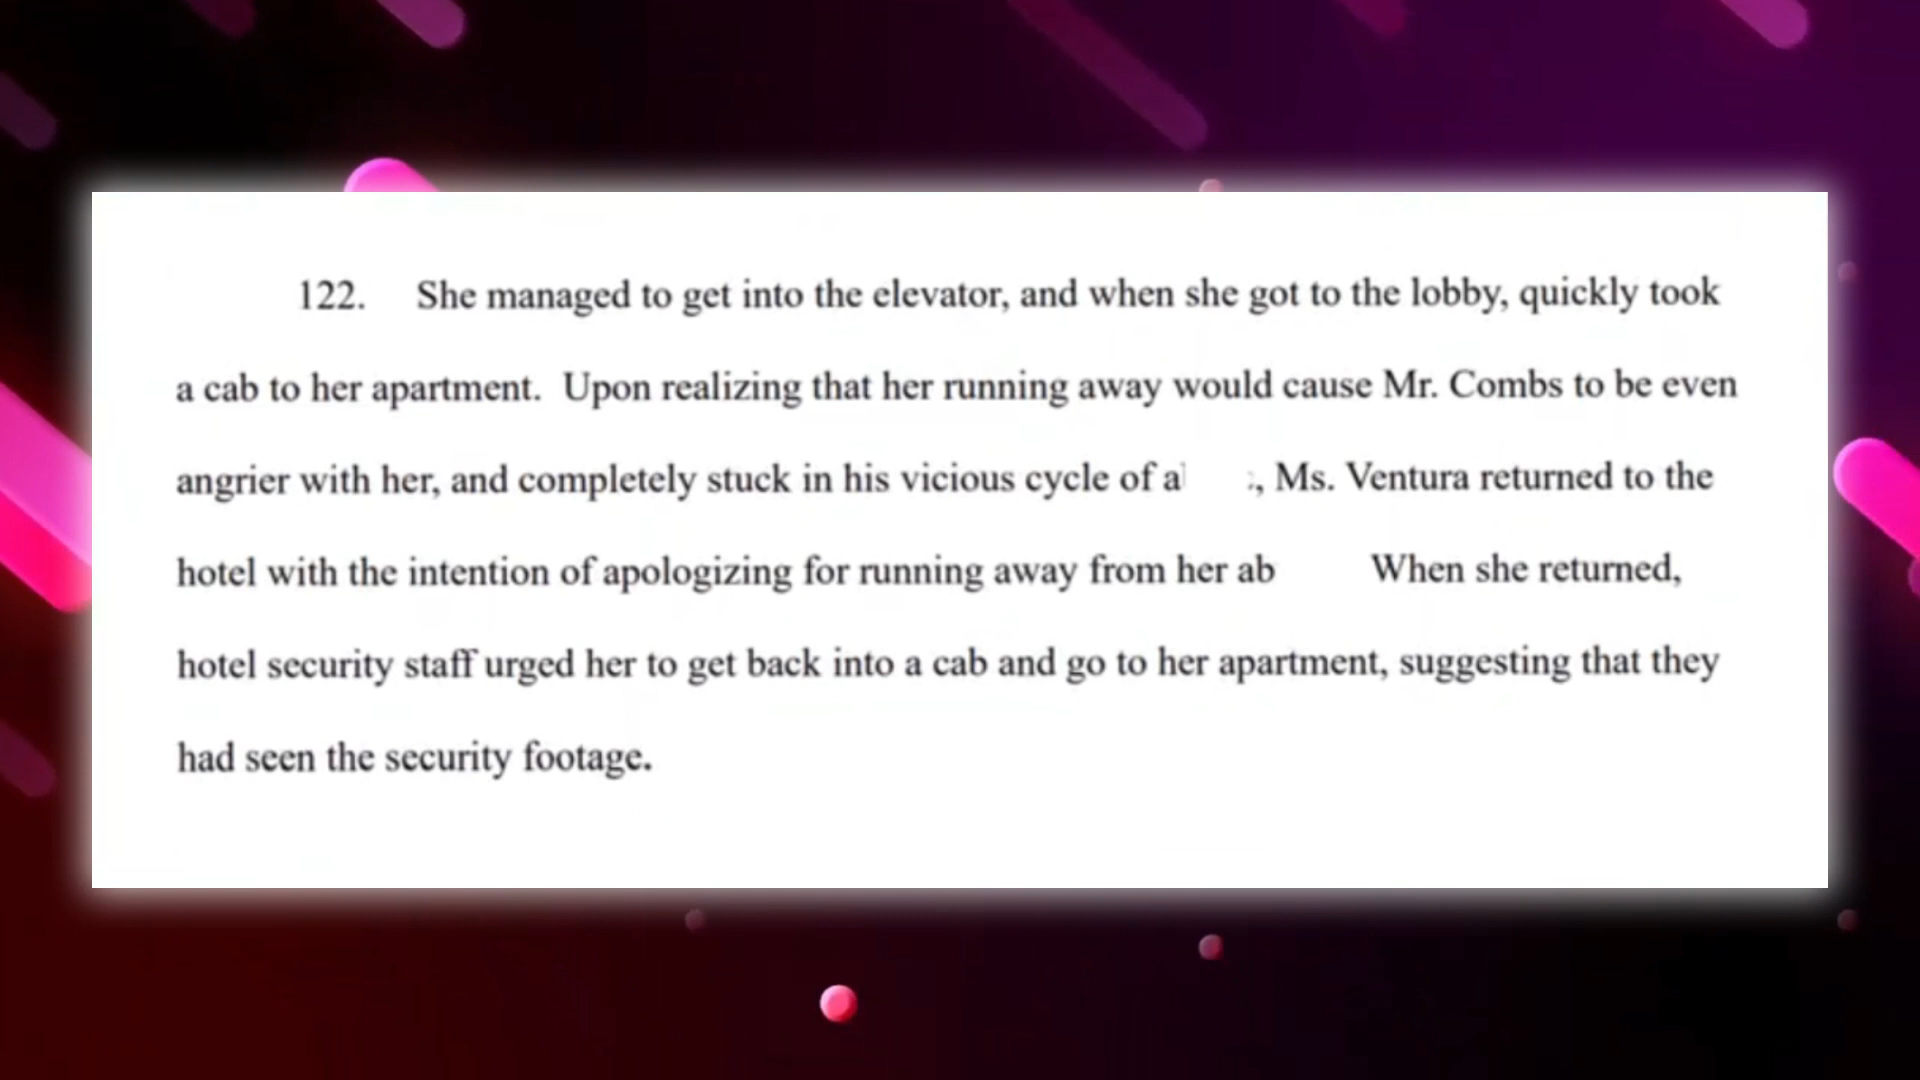 122. She managed to get into the elevator, and when she got to the lobby, quickly took
a cab to her apartment. Upon realizing that her running away would cause Mr. Combs to be even
angrier with her, and completely stuck in his vicious cycle of a , Ms. Ventura returned to the
hotel with the intention of apologizing for running away from her ab When she returned,
hotel security staff urged her to get back into a cab and go to her apartment, suggesting that they
had seen the security footage.